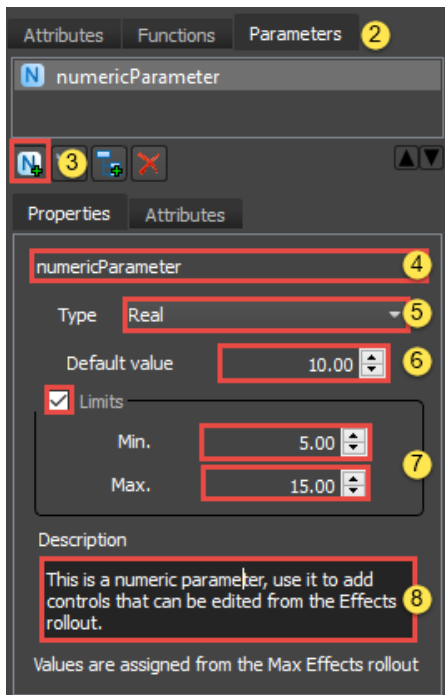 Attributes Functions Parameters 2
N numericParameter
N 3
Properties Attributes
numericParameter 4
Type Real 5
Default value 10.00 6
Limits
Min. 5.00
7
Max. 15.00
Description
This is a numeric parameter, use it to add
controls that can be edited from the Effects 8
rollout.
Values are assigned from the Max Effects rollout